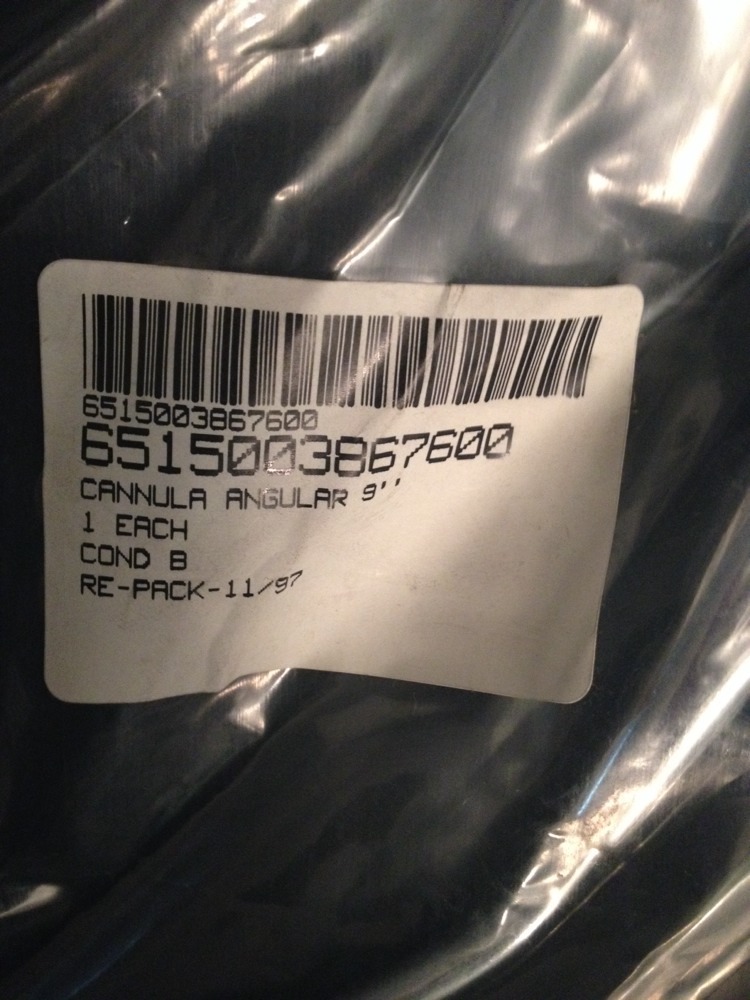 6515003867600
6515003867600
CANNULA ANGULAR 9''
1 EACH
COND B
RE-PACK-11/97